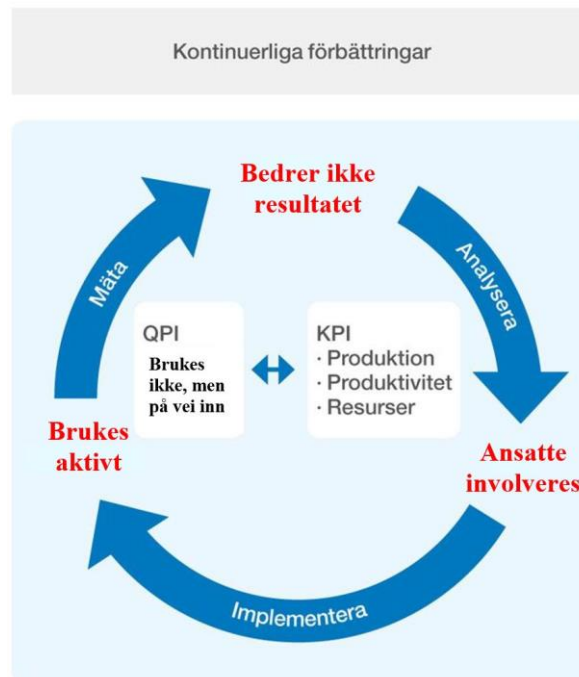 Kontinuerliga förbättringar
Bedrer ikke
resultatet
Mäta
Analysera
QPI
Brukes
ikke, men
på vei inn
KPI
· Produktion
· Produktivitet
· Resurser
Brukes
aktivt
Ansatte
involveres
Implementera